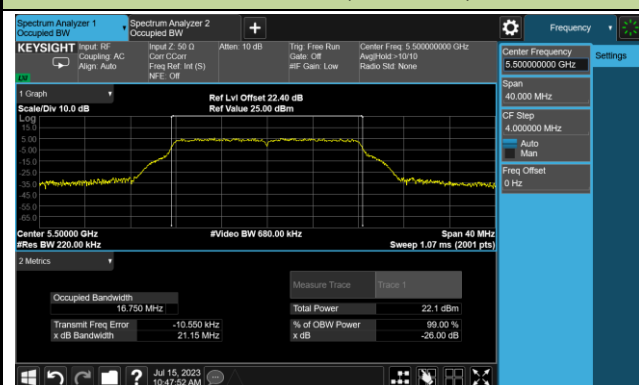 Spectrum Analyzer 1
Occupied BW
Spectrum Analyzer 2
Occupied BW
+
Frequency
KEYSIGHT
Input: RF
Coupling: AC
Align: Auto
Input Z: 50 Ω
Corr CCorr
Freq Ref: Int (S)
NFE: Off
Atten: 10 dB
Trig: Free Run
Gate: Off
#IF Gain: Low
Center Freq: 5.500000000 GHz
Avg|Hold:>10/10
Radio Std: None
LXI
Center Frequency
5.500000000 GHz
Settings
Span
40.000 MHz
CF Step
4.000000 MHz
Auto
Man
Freq Offset
0 Hz
1 Graph
Scale/Div 10.0 dB
Ref Lvl Offset 22.40 dB
Ref Value 25.00 dBm
Log
15.0
5.00
-5.00
-15.0
-25.0
-35.0
-45.0
-55.0
-65.0
Center 5.50000 GHz
#Video BW 680.00 kHz
Span 40 MHz
#Res BW 220.00 kHz
Sweep 1.07 ms (2001 pts)
2 Metrics
Measure Trace
Trace 1
Occupied Bandwidth
16.750 MHz
Total Power
22.1 dBm
Transmit Freq Error
-10.550 kHz
% of OBW Power
99.00 %
x dB Bandwidth
21.15 MHz
x dB
-26.00 dB
?
Jul 15, 2023
10:47:52 AM